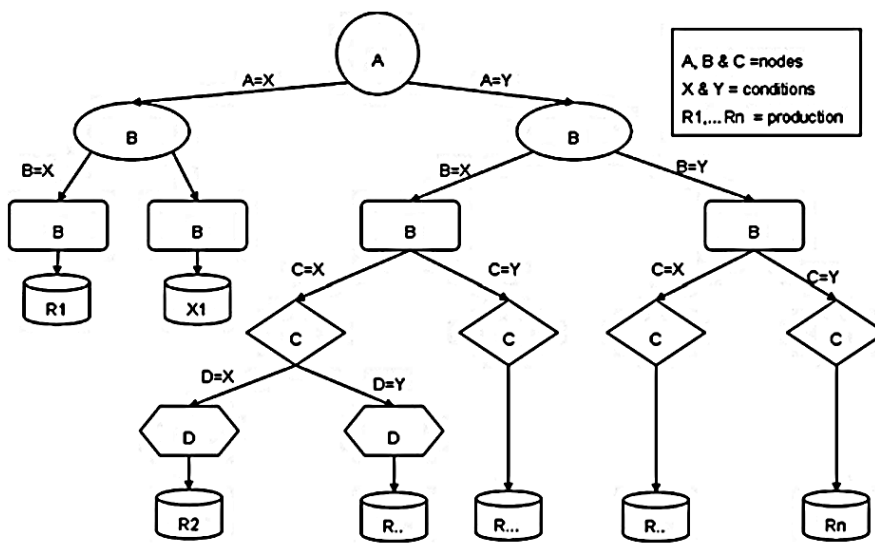 A
A, B & C =nodes
X & Y = conditions
R1,...Rn = production
A=X
A=Y
B
B
B=X
B=X
B=Y
B
B
B
B
R1
X1
C=X
C=Y
C=X
C=Y
C
C
C
C
D=X
D=Y
D
D
R2
R..
R...
R..
Rn